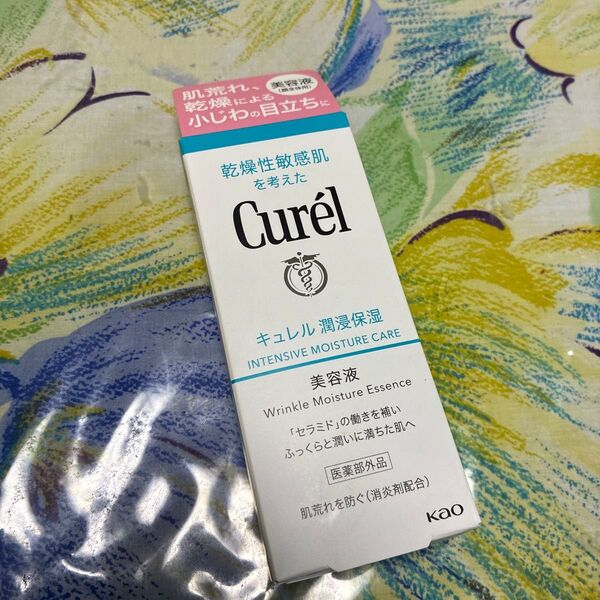 肌荒れ、
乾燥による
小じわの目立ちに
美容液
(顔全体用)
乾燥性敏感肌
を考えた
Curél
キュレル 潤浸保湿
INTENSIVE MOISTURE CARE
美容液
Wrinkle Moisture Essence
「セラミド」の働きを補い
ふっくらと潤いに満ちた肌へ
医薬部外品
肌荒れを防ぐ(消炎剤配合)
Kao